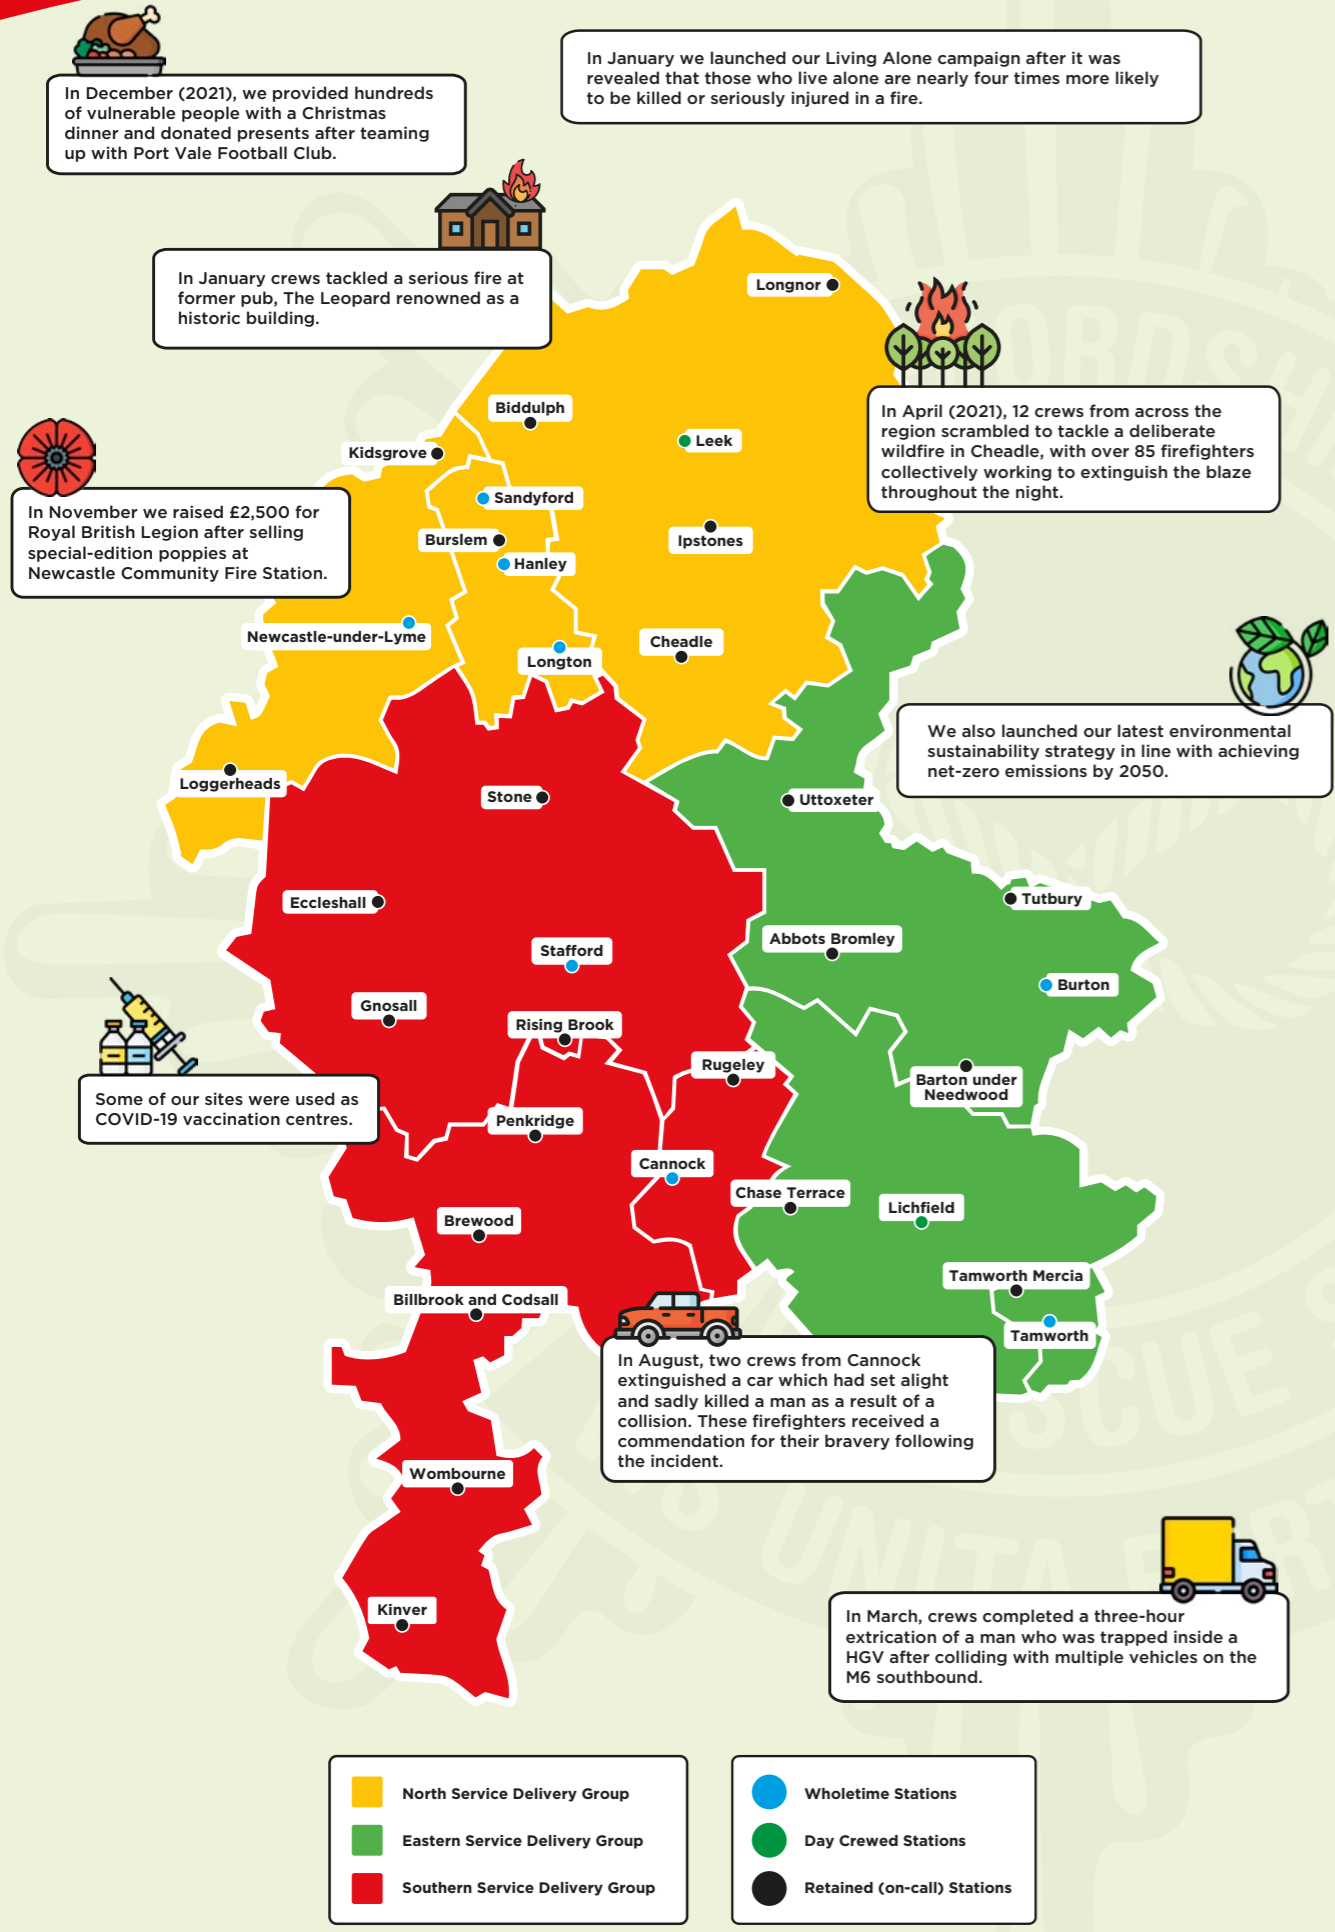 In December (2021), we provided hundreds
of vulnerable people with a Christmas
dinner and donated presents after teaming
up with Port Vale Football Club.
In January we launched our Living Alone campaign after it was
revealed that those who live alone are nearly four times more likely
to be killed or seriously injured in a fire.
In January crews tackled a serious fire at
former pub, The Leopard renowned as a
historic building.
Longnor
In April (2021), 12 crews from across the
region scrambled to tackle a deliberate
wildfire in Cheadle, with over 85 firefighters
collectively working to extinguish the blaze
throughout the night.
Biddulph
Leek
Kidsgrove
Sandyford
In November we raised £2,500 for
Royal British Legion after selling
special-edition poppies at
Newcastle Community Fire Station.
Burslem
Ipstones
Hanley
Newcastle-under-Lyme
Cheadle
Longton
We also launched our latest environmental
sustainability strategy in line with achieving
net-zero emissions by 2050.
Loggerheads
Stone
Uttoxeter
Eccleshall
Tutbury
Abbots Bromley
Stafford
Burton
Gnosall
Rising Brook
Rugeley
Barton under
Needwood
Some of our sites were used as
COVID-19 vaccination centres.
Penkridge
Cannock
Chase Terrace
Lichfield
Brewood
Tamworth Mercia
Billbrook and Codsall
Tamworth
In August, two crews from Cannock
extinguished a car which had set alight
and sadly killed a man as a result of a
collision. These firefighters received a
commendation for their bravery following
the incident.
Wombourne
Kinver
In March, crews completed a three-hour
extrication of a man who was trapped inside a
HGV after colliding with multiple vehicles on the
M6 southbound.
North Service Delivery Group
Eastern Service Delivery Group
Southern Service Delivery Group
Wholetime Stations
Day Crewed Stations
Retained (on-call) Stations